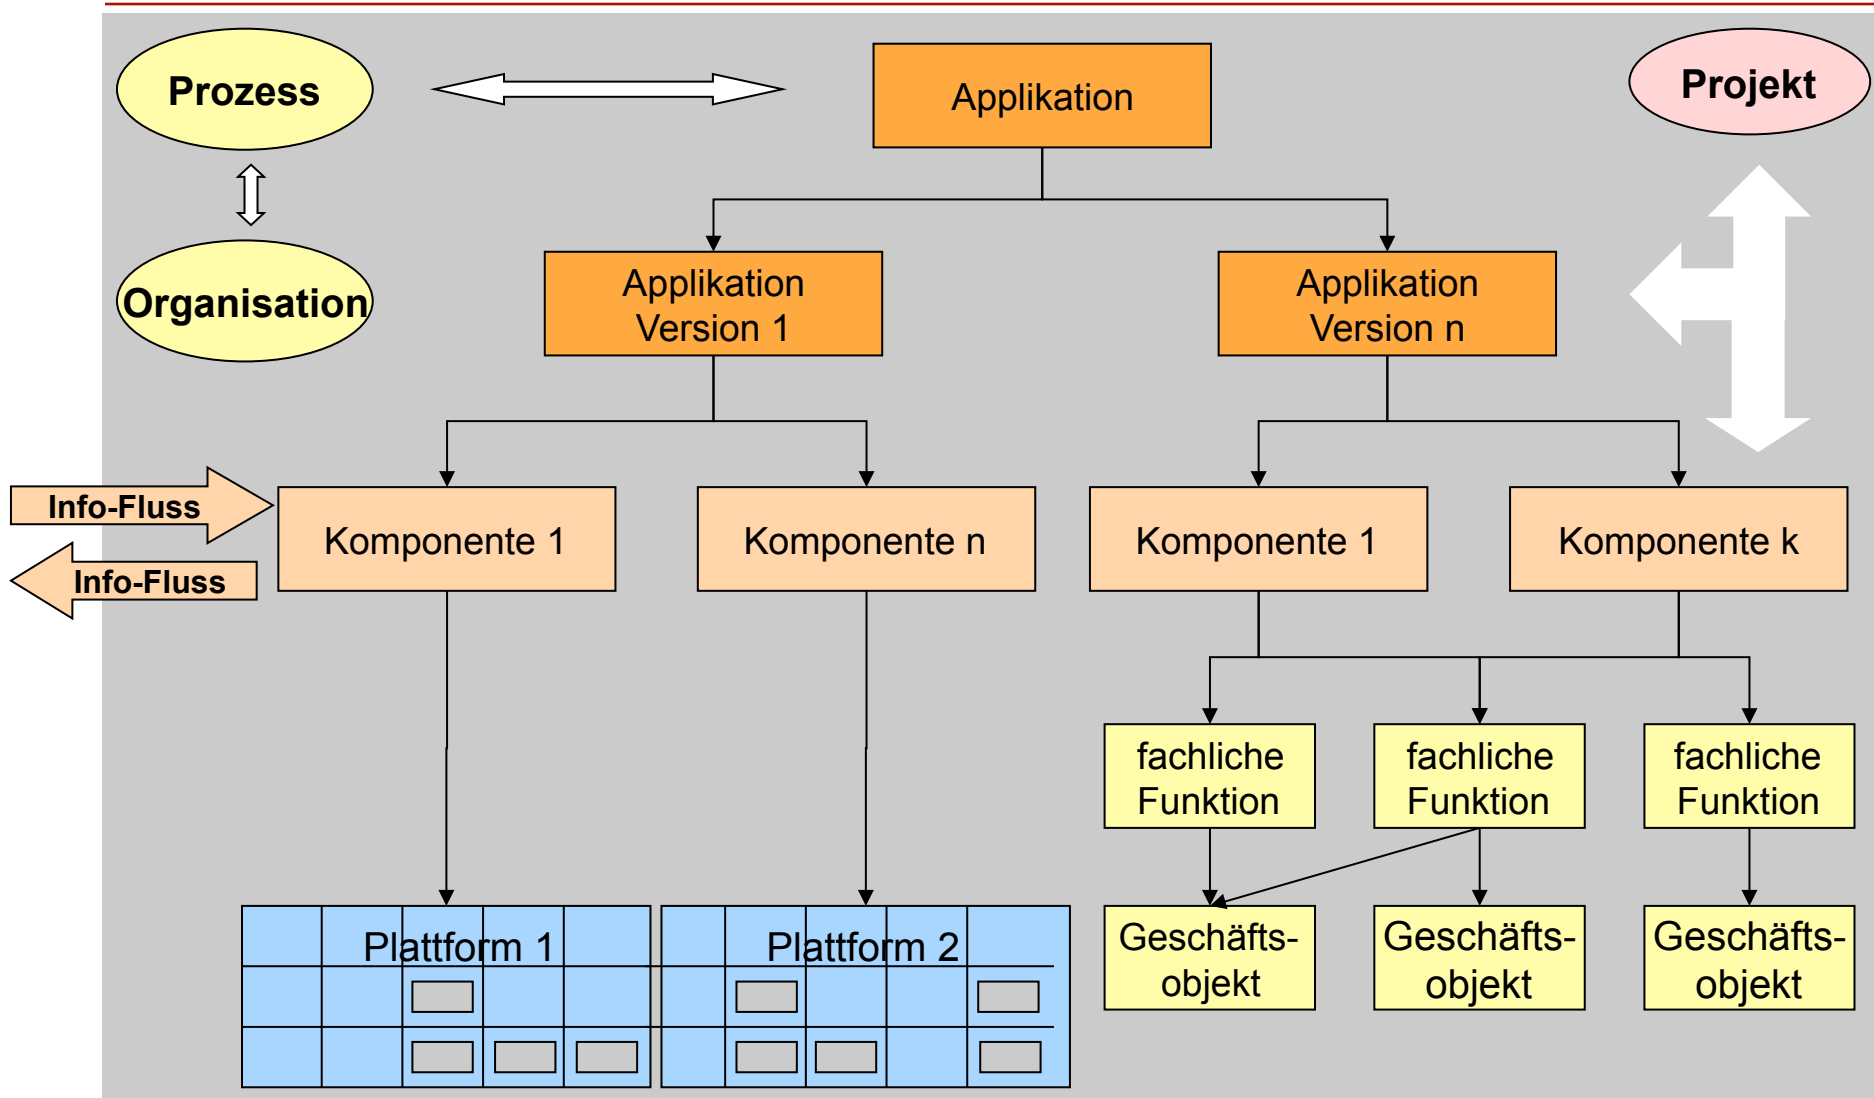 Prozess
Applikation
Projekt
Organisation
Applikation
Version 1
Applikation
Version n
Info-Fluss
Info-Fluss
Komponente 1
Komponente n
Komponente 1
Komponente k
fachliche
Funktion
fachliche
Funktion
fachliche
Funktion
Plattform 1
Plattform 2
Geschäfts-
objekt
Geschäfts-
objekt
Geschäfts-
objekt